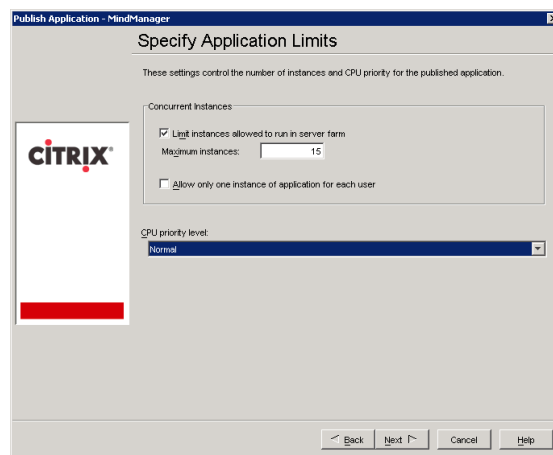 Publish Application - MindManager
Specify Application Limits
These settings control the number of instances and CPU priority for the published application.
Concurrent Instances
Limit instances allowed to run in server farm
Maximum instances: 15
CITRIX
Allow only one instance of application for each user
CPU priority level:
Normal
Back Next Cancel Help